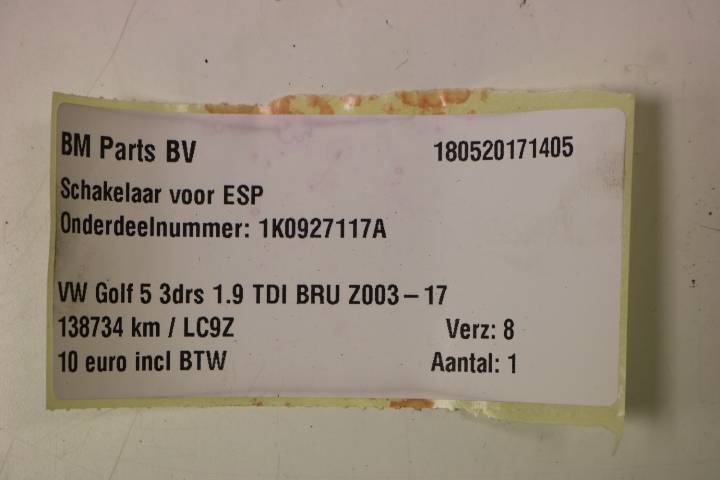 BM Parts BV 180520171405
Schakelaar voor ESP
Onderdeelnummer: 1K0927117A
VW Golf 5 3drs 1.9 TDI BRU Z003-17
138734 km / LC9Z Verz: 8
10 euro incl BTW Aantal: 1